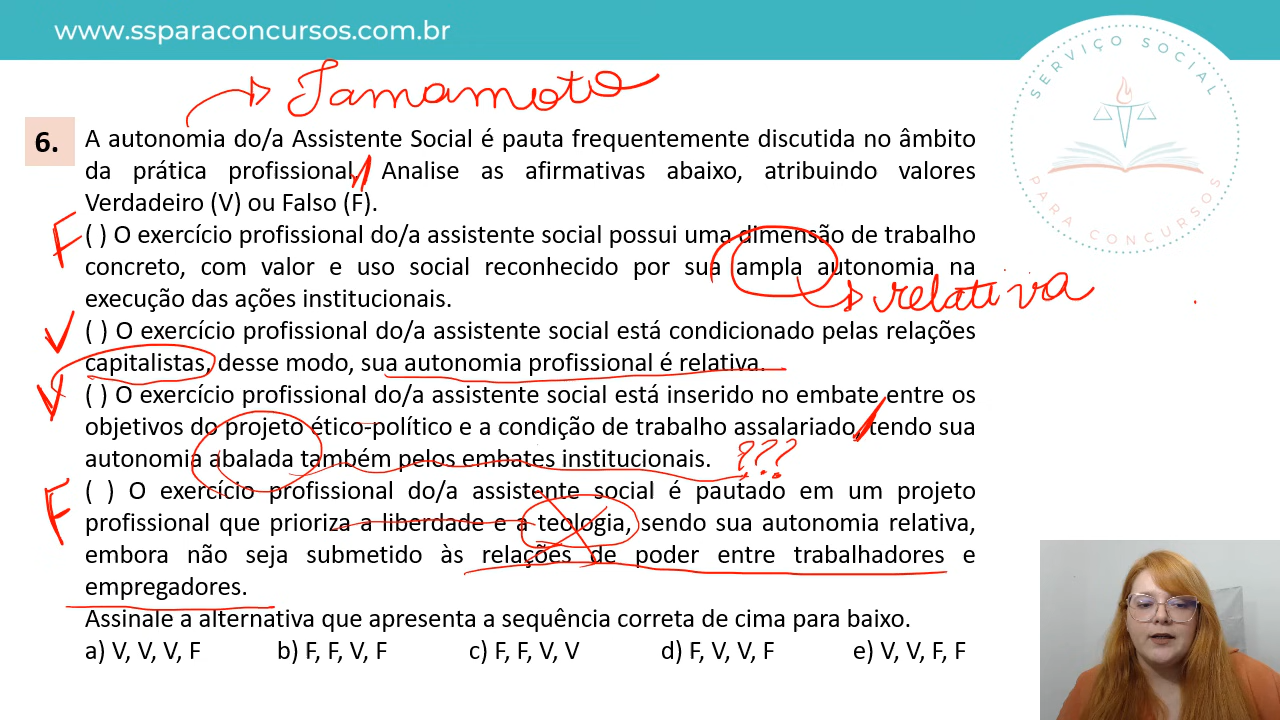 www.ssparaconcursos.com.br
SERVIÇO SOCIAL
PARA CONCURSOS
Iamamoto
6.
A autonomia do/a Assistente Social é pauta frequentemente discutida no âmbito
da prática profissional. Analise as afirmativas abaixo, atribuindo valores
Verdadeiro (V) ou Falso (F).
F
( ) O exercício profissional do/a assistente social possui uma dimensão de trabalho
concreto, com valor e uso social reconhecido por sua ampla autonomia na
relativa
execução das ações institucionais.
V
( ) O exercício profissional do/a assistente social está condicionado pelas relações
capitalistas, desse modo, sua autonomia profissional é relativa.
V
( ) O exercício profissional do/a assistente social está inserido no embate entre os
objetivos do projeto ético-político e a condição de trabalho assalariado, tendo sua
autonomia abalada também pelos embates institucionais. ???
F
( ) O exercício profissional do/a assistente social é pautado em um projeto
profissional que prioriza a liberdade e a teologia, sendo sua autonomia relativa,
embora não seja submetido às relações de poder entre trabalhadores e
empregadores.
Assinale a alternativa que apresenta a sequência correta de cima para baixo.
a) V, V, V, F b) F, F, V, F c) F, F, V, V d) F, V, V, F e) V, V, F, F